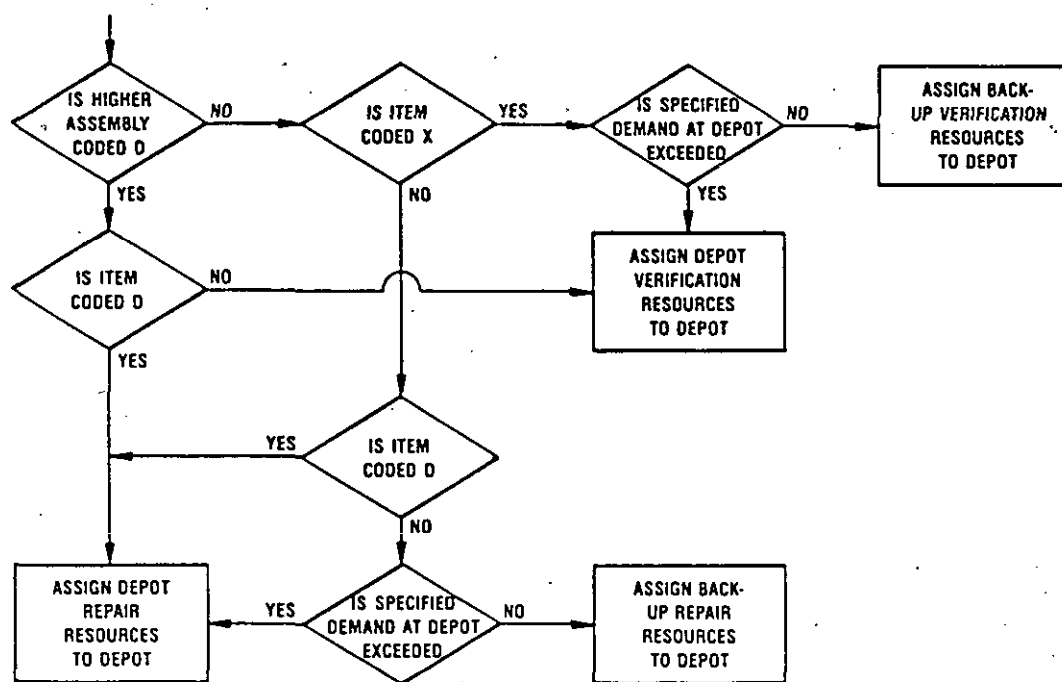 IS HIGHER
ASSEMBLY
CODED D
NO
IS ITEM
CODED X
YES
IS SPECIFIED
DEMAND AT DEPOT
EXCEEDED
NO
ASSIGN BACK-
UP VERIFICATION
RESOURCES
TO DEPOT
YES
NO
YES
IS ITEM
CODED D
NO
ASSIGN DEPOT
VERIFICATION
RESOURCES
TO DEPOT
YES
YES
IS ITEM
CODED D
NO
ASSIGN DEPOT
REPAIR
RESOURCES
TO DEPOT
YES
IS SPECIFIED
DEMAND AT DEPOT
EXCEEDED
NO
ASSIGN BACK-
UP REPAIR
RESOURCES
TO DEPOT